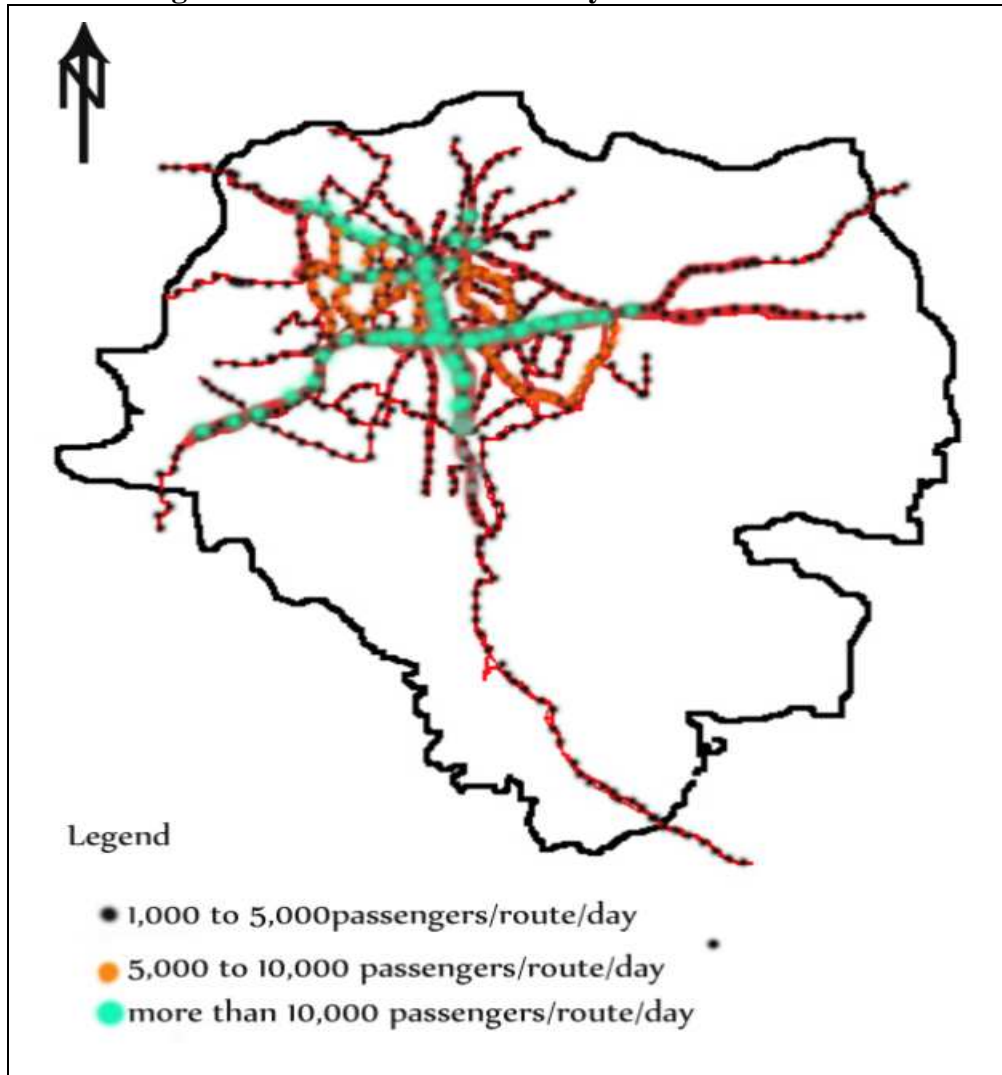 N
Legend
1,000 to 5,000passengers/route/day
5,000 to 10,000 passengers/route/day
more than 10,000 passengers/route/day